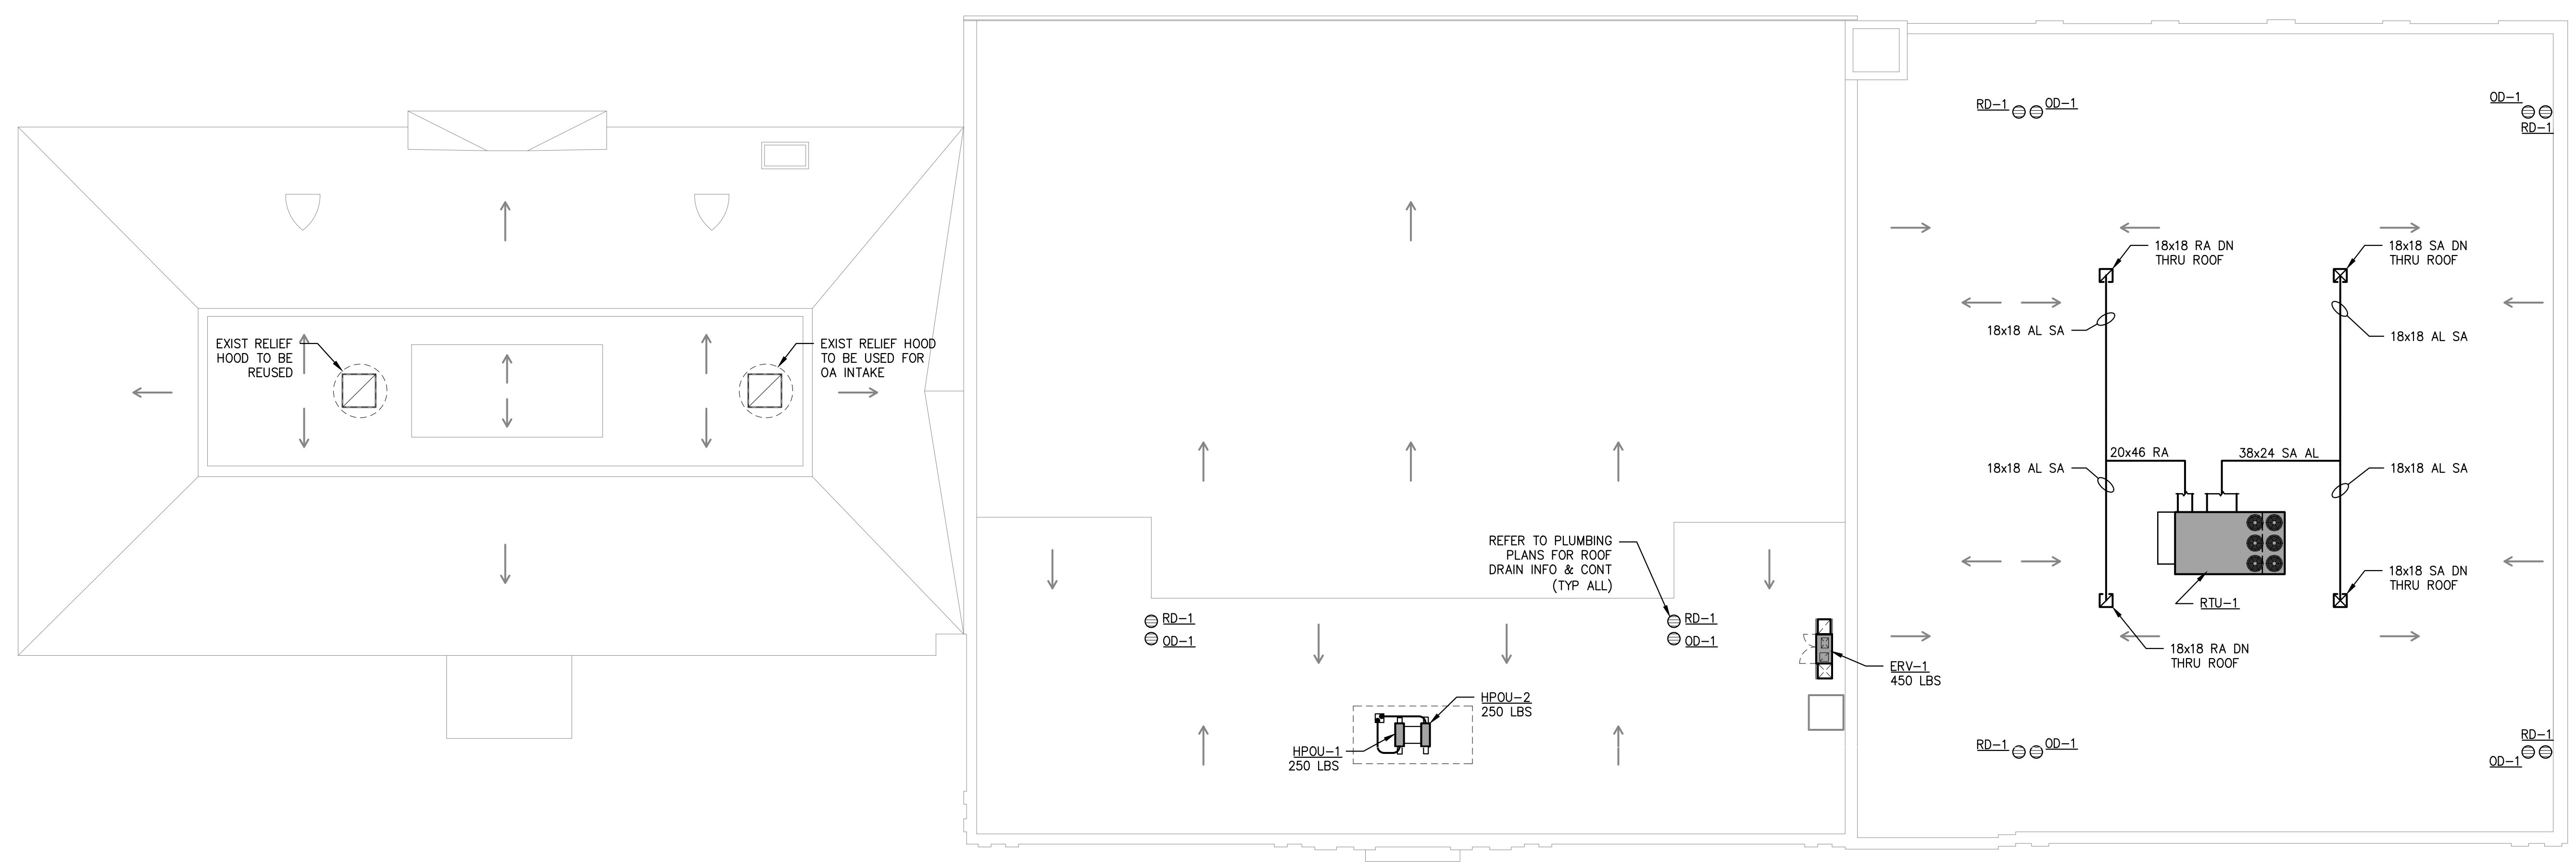 EXIST RELIEF
HOOD TO BE
REUSED
EXIST RELIEF HOOD
TO BE USED FOR
OA INTAKE
REFER TO PLUMBING
PLANS FOR ROOF
DRAIN INFO & CONT
(TYP ALL)
RD-1
OD-1
RD-1
OD-1
HPOU-2
250 LBS
HPOU-1
250 LBS
ERV-1
450 LBS
RD-1
OD-1
OD-1
RD-1
18x18 RA DN
THRU ROOF
18x18 SA DN
THRU ROOF
18x18 AL SA
18x18 AL SA
20x46 RA
38x24 SA AL
18x18 AL SA
18x18 AL SA
RTU-1
18x18 SA DN
THRU ROOF
18x18 RA DN
THRU ROOF
RD-1
OD-1
RD-1
OD-1